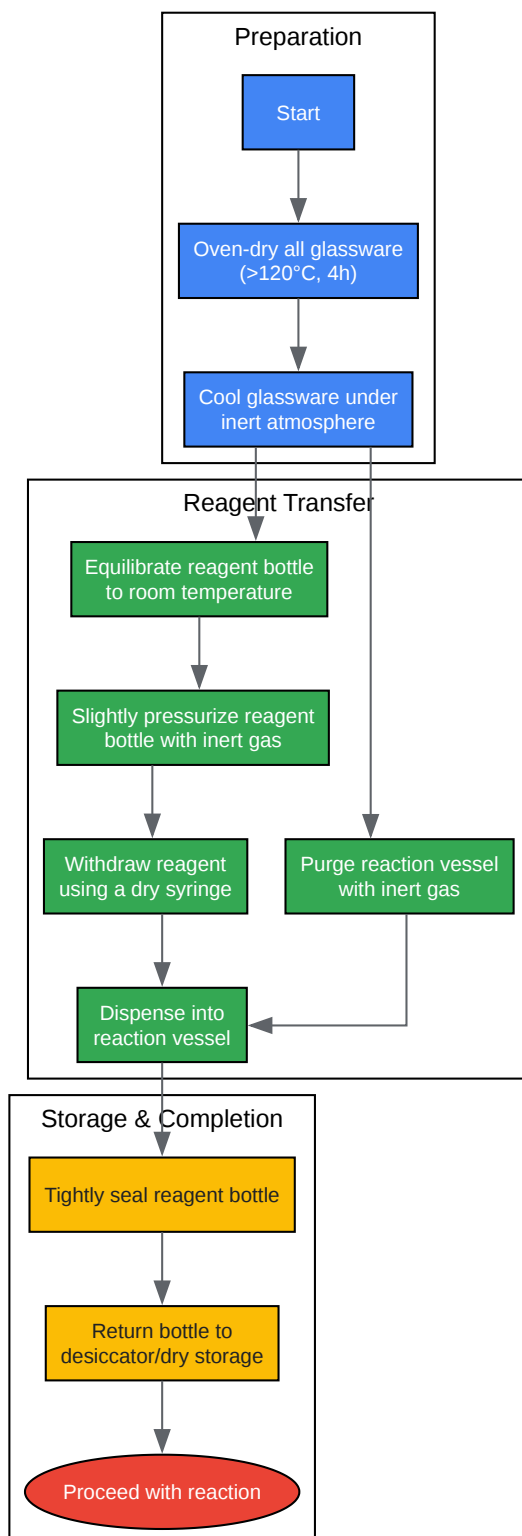 Preparation
Start
Oven-dry all glassware
(>120°C, 4h)
Cool glassware under
inert atmosphere
Reagent Transfer
Equilibrate reagent bottle
to room temperature
Slightly pressurize reagent
bottle with inert gas
Withdraw reagent
using a dry syringe
Purge reaction vessel
with inert gas
Dispense into
reaction vessel
Storage & Completion
Tightly seal reagent bottle
Return bottle to
desiccator/dry storage
Proceed with reaction